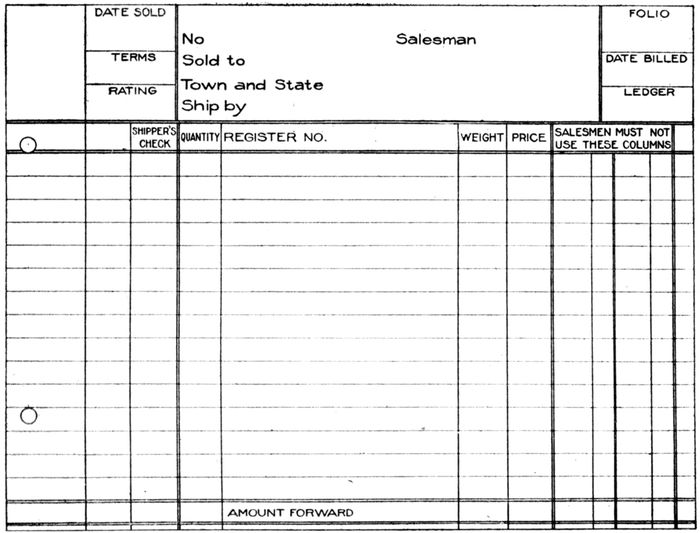 DATE SOLD
TERMS
RATING
No Salesman
Sold to
Town and State
Ship by
FOLIO
DATE BILLED
LEDGER
SHIPPER'S
CHECK
QUANTITY
REGISTER NO.
WEIGHT
PRICE
SALESMEN MUST NOT
USE THESE COLUMNS
AMOUNT FORWARD